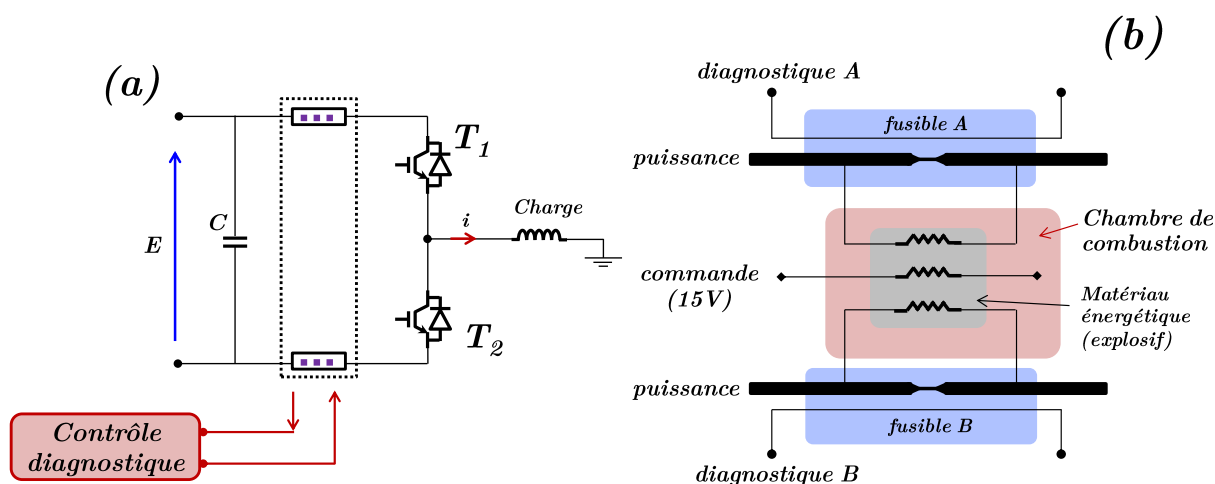 (a)
T1
Charge
i
C
E
T2
Contrôle
diagnostique
(b)
diagnostique A
fusible A
puissance
Chambre de
combustion
commande
(15V)
Matériau
énergétique
(explosif)
puissance
fusible B
diagnostique B